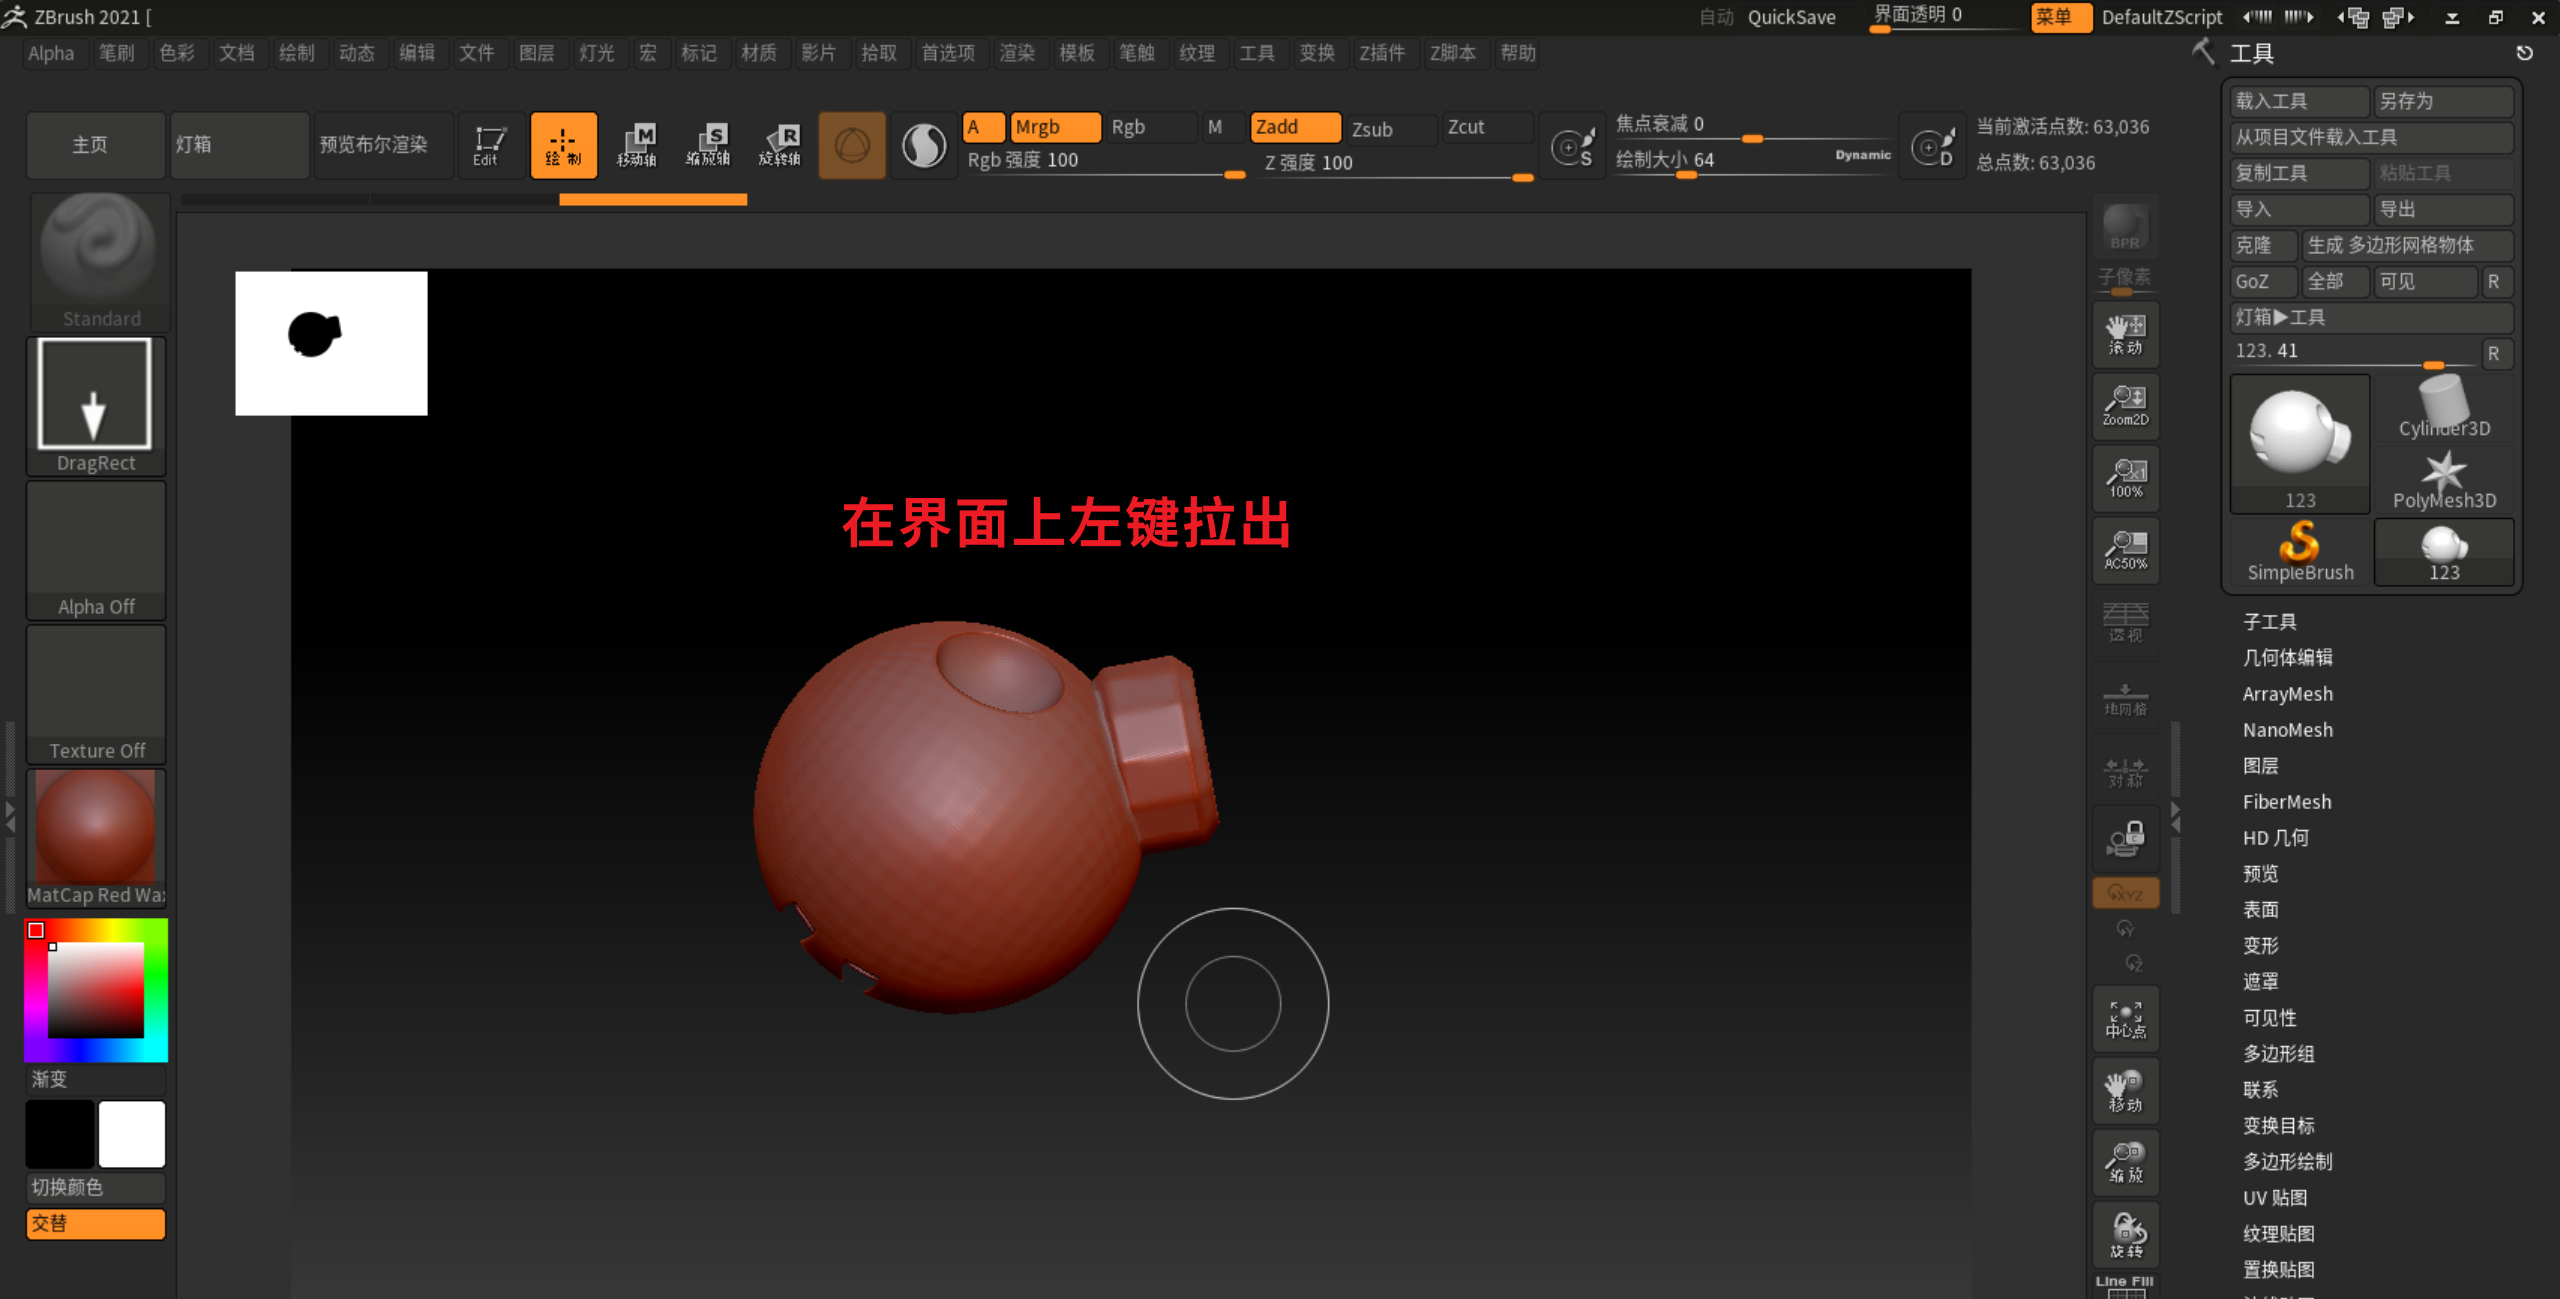 ZBrush 2021 [
自动 QuickSave 界面透明 0 菜单 DefaultZScript
Alpha 笔刷 色彩 文档 绘制 动态 编辑 文件 图层 灯光 宏 标记 材质 影片 拾取 首选项 渲染 模板 笔触 纹理 工具 变换 Z插件 Z脚本 帮助
主页 灯箱 预览布尔渲染 Edit 绘制 移动轴 缩放轴 旋转轴
M S R
A Mrgb Rgb M Zadd Zsub Zcut
Rgb 强度 100 Z 强度 100
S
焦点衰减 0
绘制大小 64 Dynamic
D
当前激活点数: 63,036
总点数: 63,036
Standard
DragRect
Alpha Off
Texture Off
MatCap Red Wa
渐变
切换颜色
交替
在界面上左键拉出
BPR
子像素
滚动
Zoom2D
100%
AC50%
透视
地网格
对称
XYZ
Y
Z
中心点
移动
缩放
旋转
Line Fill
工具
载入工具 另存为
从项目文件载入工具
复制工具 粘贴工具
导入 导出
克隆 生成 多边形网格物体
GoZ 全部 可见 R
灯箱▶工具
123. 41 R
123 Cylinder3D
PolyMesh3D
SimpleBrush 123
子工具
几何体编辑
ArrayMesh
NanoMesh
图层
FiberMesh
HD 几何
预览
表面
变形
遮罩
可见性
多边形组
联系
变换目标
多边形绘制
UV 贴图
纹理贴图
置换贴图